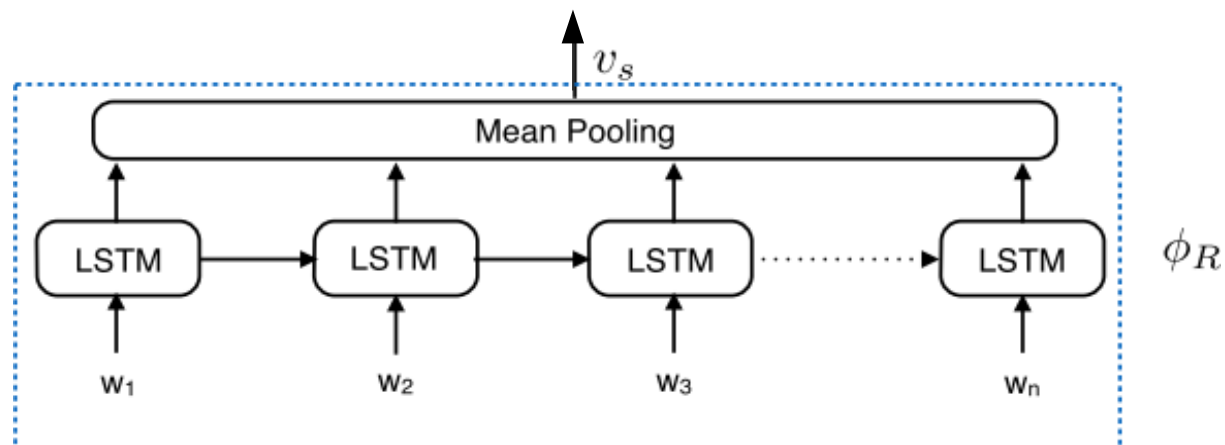 v_s
Mean Pooling
LSTM LSTM LSTM LSTM ϕ_R
w₁ w₂ w₃ wₙ